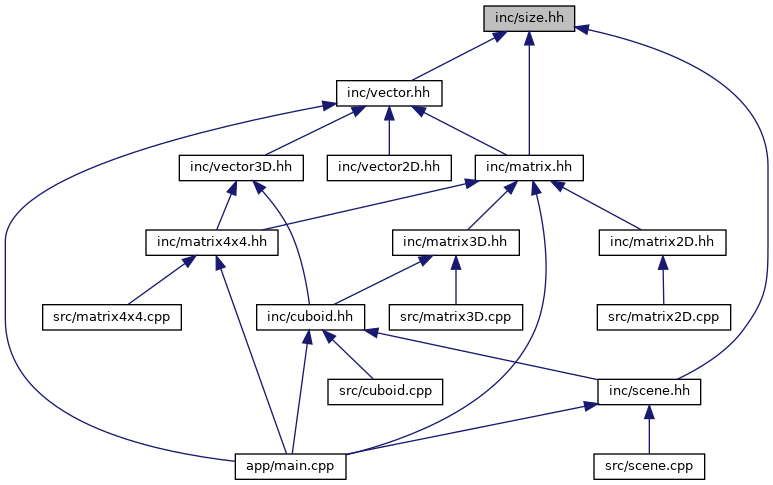 inc/size.hh
inc/vector.hh
inc/vector3D.hh
inc/vector2D.hh
inc/matrix.hh
inc/matrix4x4.hh
inc/matrix3D.hh
inc/matrix2D.hh
src/matrix4x4.cpp
inc/cuboid.hh
src/matrix3D.cpp
src/matrix2D.cpp
src/cuboid.cpp
inc/scene.hh
app/main.cpp
src/scene.cpp